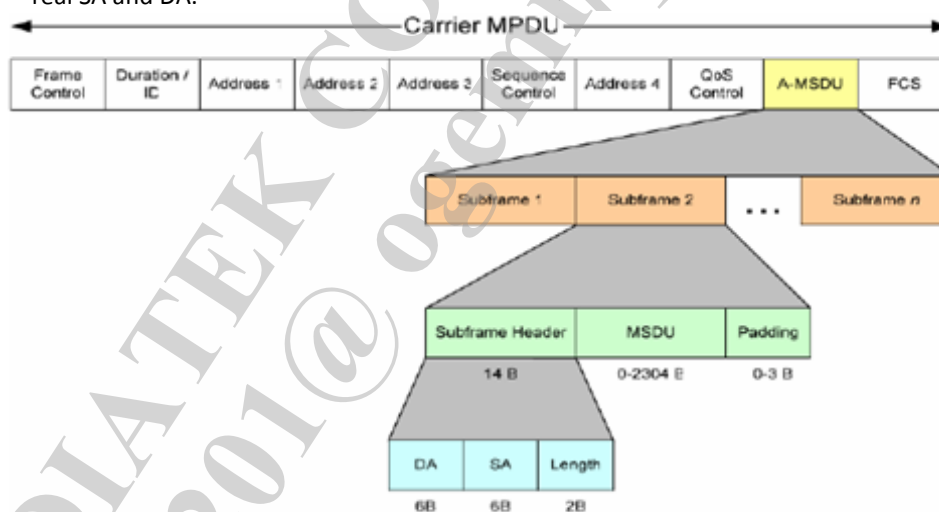 real SA and DA.
Carrier MPDU
Frame Control
Duration / IC
Address 1
Address 2
Address 3
Sequence Control
Address 4
QoS Control
A-MSDU
FCS
Subframe 1
Subframe 2
...
Subframe n
Subframe Header
MSDU
Padding
14 B
0-2304 B
0-3 B
DA
SA
Length
6B
6B
2B